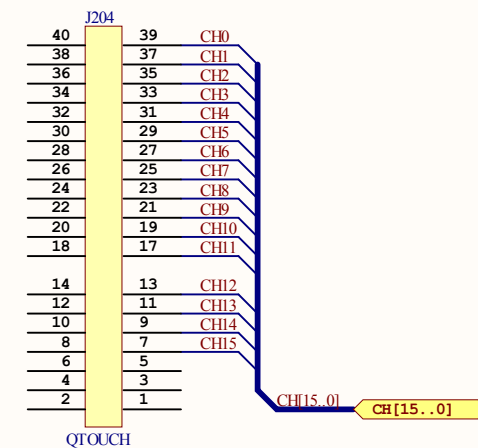 J204
40 39 CH0
38 37 CH1
36 35 CH2
34 33 CH3
32 31 CH4
30 29 CH5
28 27 CH6
26 25 CH7
24 23 CH8
22 21 CH9
20 19 CH10
18 17 CH11
14 13 CH12
12 11 CH13
10 9 CH14
8 7 CH15
6 5
4 3
2 1 CH[15..0] CH[15..0]
QTOUCH